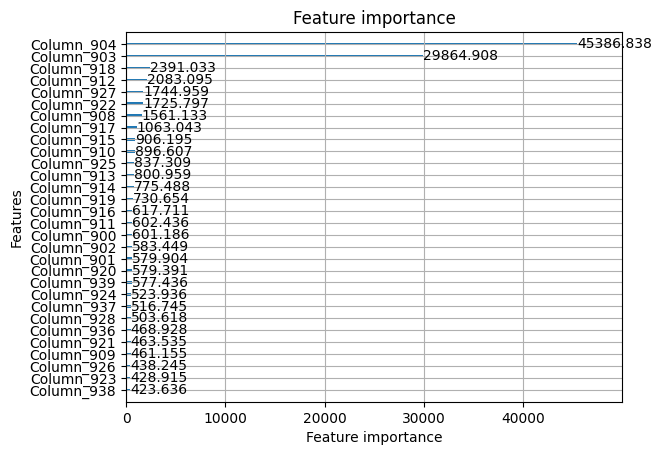 Feature importance
Column_904 45386.838
Column_903 29864.908
Column_918 2391.033
Column_912 2083.095
Column_927 1744.959
Column_922 1725.797
Column_908 1561.133
Column_917 1063.043
Column_915 906.195
Column_910 896.607
Column_925 837.309
Column_913 800.959
Column_914 775.488
Column_919 730.654
Column_916 617.711
Column_911 602.436
Column_900 601.186
Column_902 583.449
Column_901 579.904
Column_920 579.391
Column_939 577.436
Column_924 523.936
Column_937 516.745
Column_928 503.618
Column_936 468.928
Column_921 463.535
Column_909 461.155
Column_926 438.245
Column_923 428.915
Column_938 423.636
Features
0 10000 20000 30000 40000
Feature importance